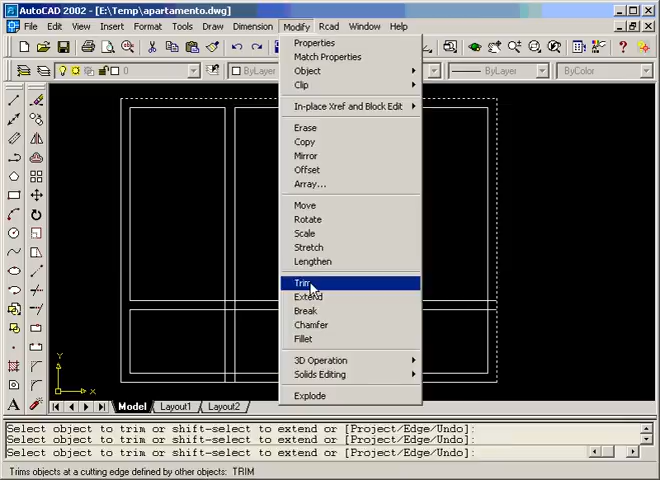 AutoCAD 2002 - [E:\Temp\apartamento.dwg]
File Edit View Insert Format Tools Draw Dimension Modify Rcad Window Help
0
ByLayer
ByLayer
ByColor
Properties
Match Properties
Object
Clip
In-place Xref and Block Edit
Erase
Copy
Mirror
Offset
Array...
Move
Rotate
Scale
Stretch
Lengthen
Trim
Extend
Break
Chamfer
Fillet
3D Operation
Solids Editing
Explode
Y
X
A
Model Layout1 Layout2
Select object to trim or shift-select to extend or [Project/Edge/Undo]:
Select object to trim or shift-select to extend or [Project/Edge/Undo]:
Select object to trim or shift-select to extend or [Project/Edge/Undo]:
Trims objects at a cutting edge defined by other objects: TRIM